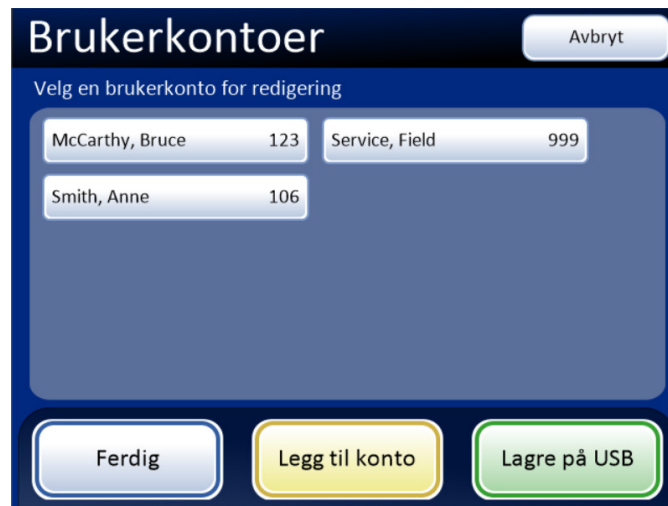 Brukerkontoer
Avbryt
Velg en brukerkonto for redigering
McCarthy, Bruce 123
Service, Field 999
Smith, Anne 106
Ferdig
Legg til konto
Lagre på USB